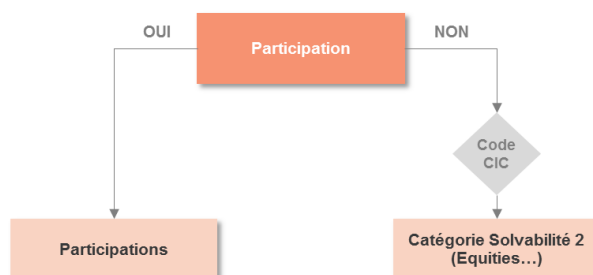 OUI
Participation
NON
Code
CIC
Participations
Catégorie Solvabilité 2
(Equities...)